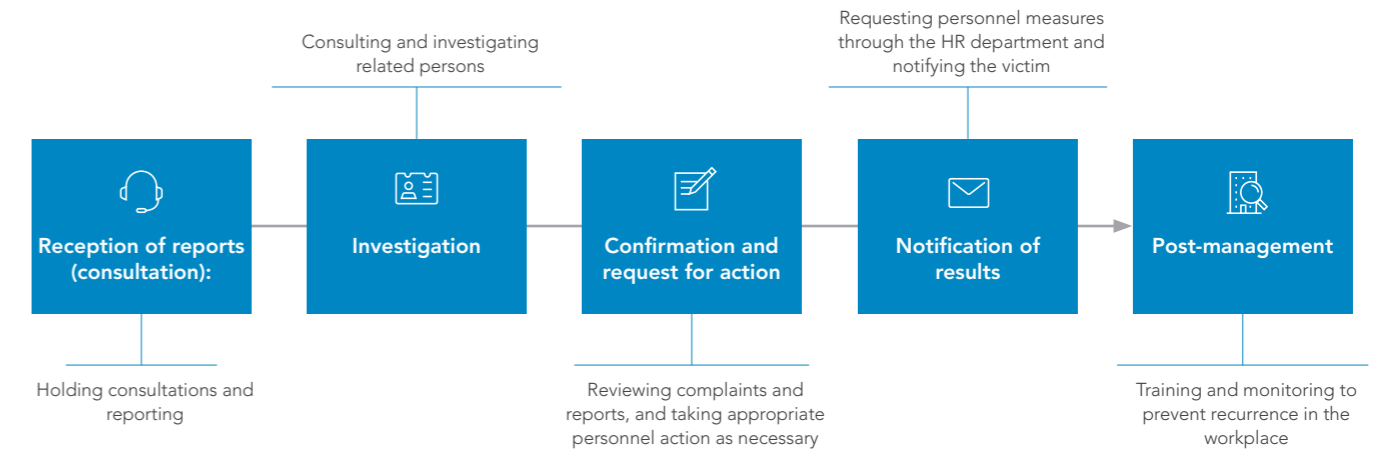 Requesting personnel measures
through the HR department and
notifying the victim
Consulting and investigating
related persons
Reception of reports
(consultation):
Investigation
Confirmation and
request for action
Notification of
results
Post-management
Holding consultations and
reporting
Reviewing complaints and
reports, and taking appropriate
personnel action as necessary
Training and monitoring to
prevent recurrence in the
workplace